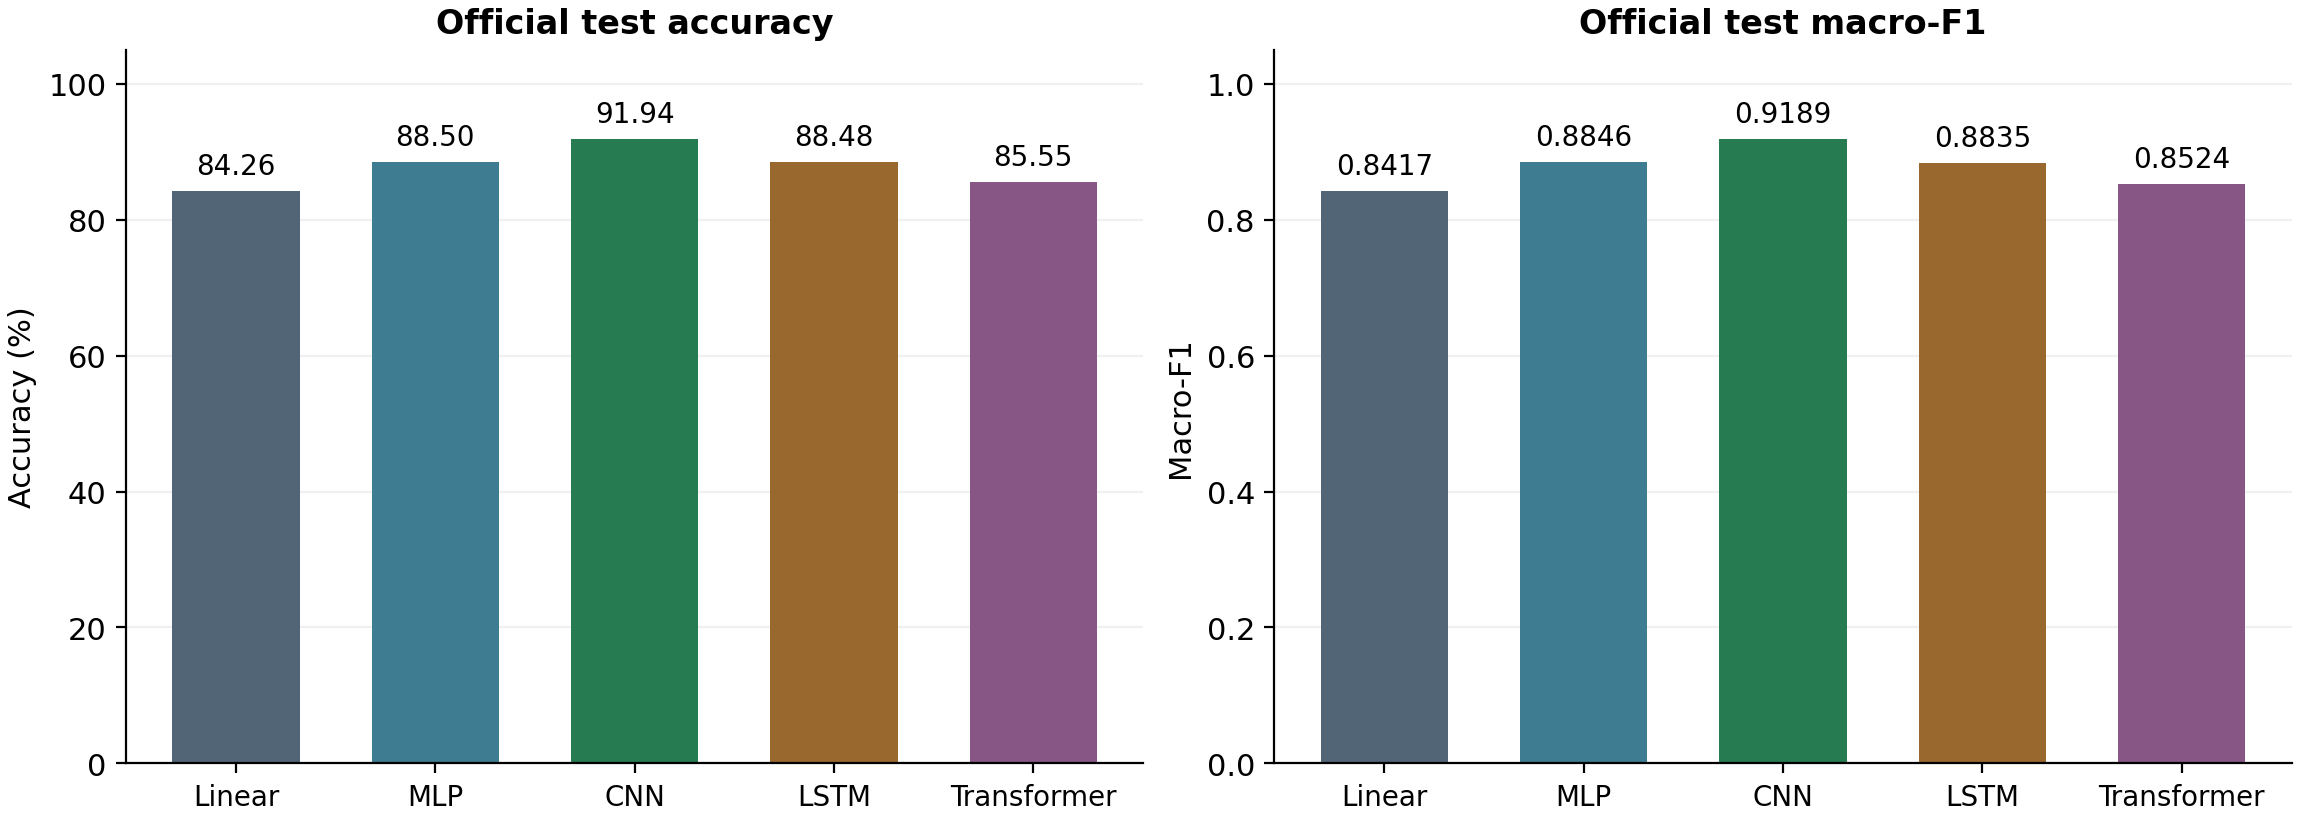 Official test accuracy
Accuracy (%)
100
80
60
40
20
0
84.26
88.50
91.94
88.48
85.55
Linear
MLP
CNN
LSTM
Transformer
Official test macro-F1
Macro-F1
1.0
0.8
0.6
0.4
0.2
0.0
0.8417
0.8846
0.9189
0.8835
0.8524
Linear
MLP
CNN
LSTM
Transformer